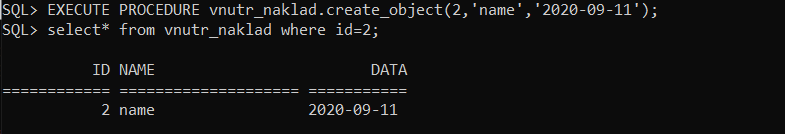 SQL> EXECUTE PROCEDURE vnutr_naklad.create_object(2,'name','2020-09-11');
SQL> select* from vnutr_naklad where id=2;
ID NAME DATA
============ ===================== ===========
2 name 2020-09-11